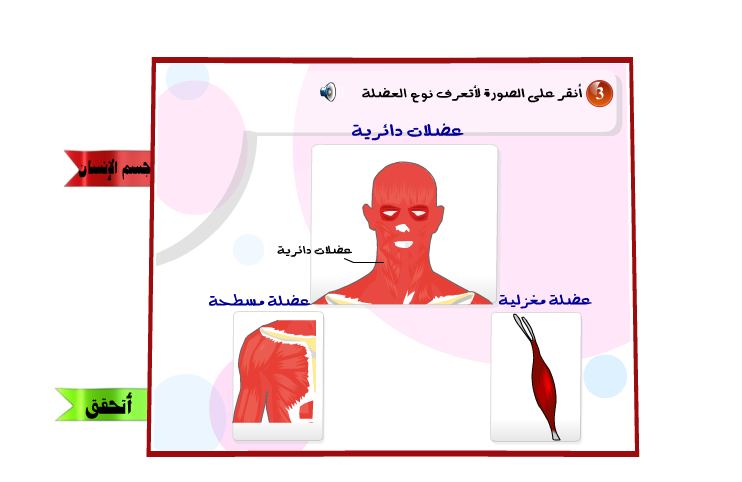 3 أنقر على الصورة لأتعرف نوع العضلة
عضلات دائرية
جسم الإنسان
عضلات دائرية
عضلة مغزلية
عضلة مسطحة
أتحقق